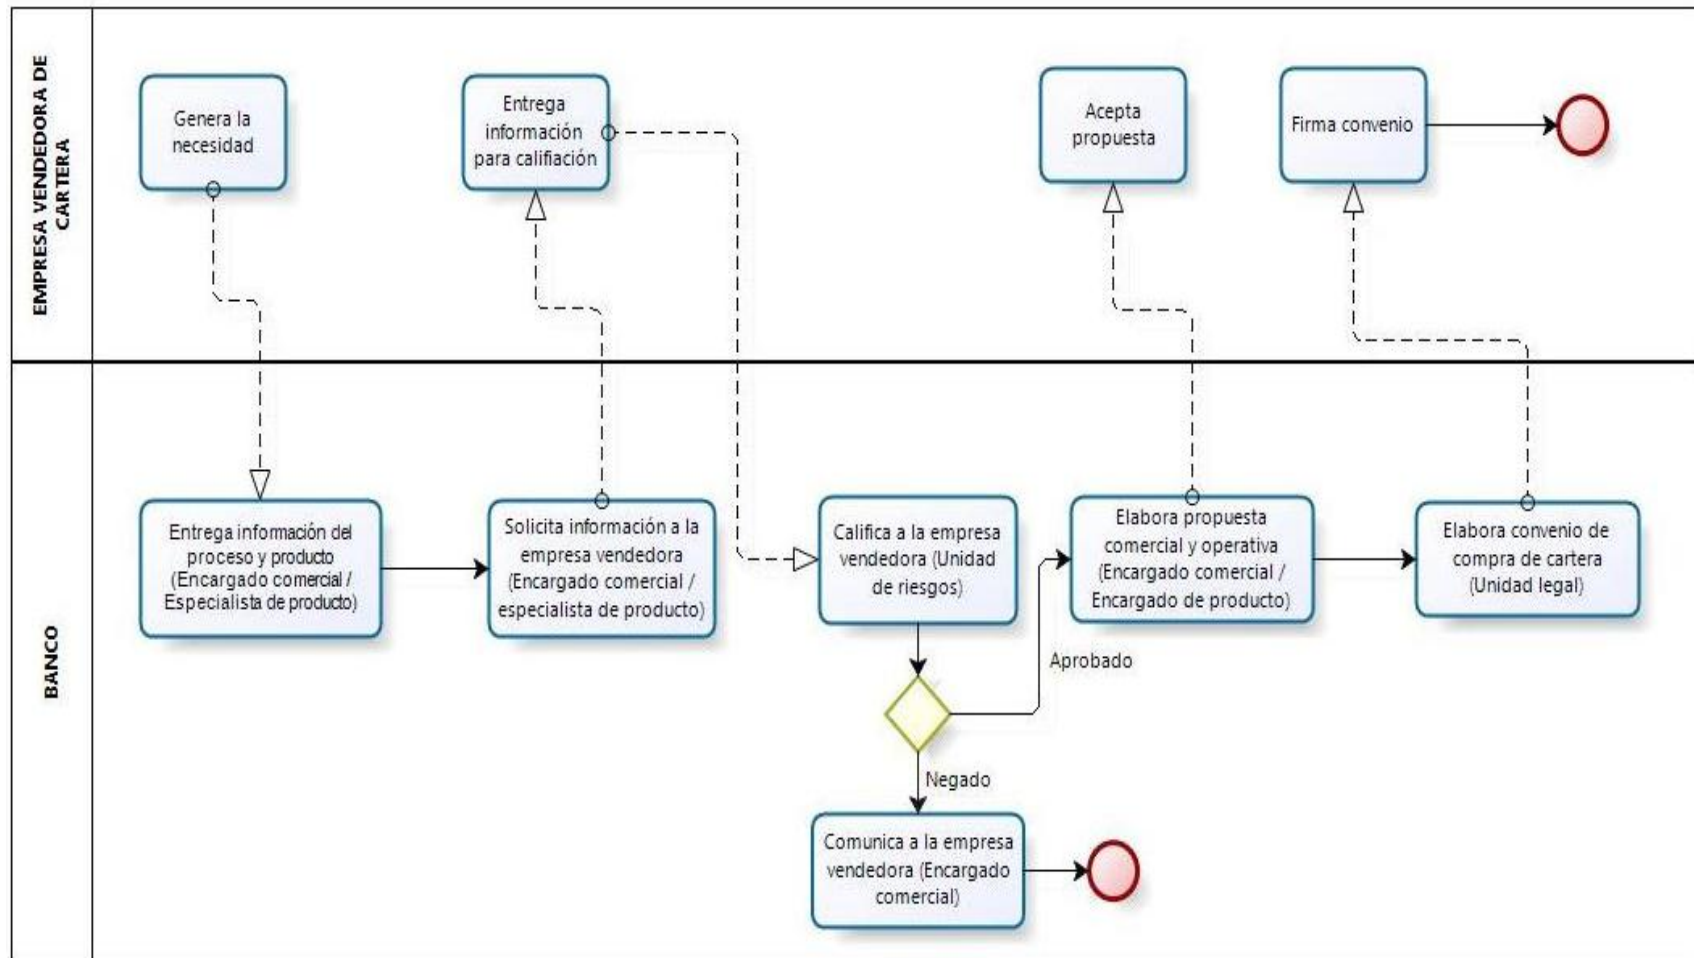 EMPRESA VENDEDORA DE
CARTERA
Genera la
necesidad
Entrega
información
para califiación
Acepta
propuesta
Firma convenio
BANCO
Entrega información del
proceso y producto
(Encargado comercial /
Especialista de producto)
Solicita información a la
empresa vendedora
(Encargado comercial /
especialista de producto)
Califica a la empresa
vendedora (Unidad
de riesgos)
Elabora propuesta
comercial y operativa
(Encargado comercial /
Encargado de producto)
Elabora convenio de
compra de cartera
(Unidad legal)
Aprobado
Negado
Comunica a la empresa
vendedora (Encargado
comercial)